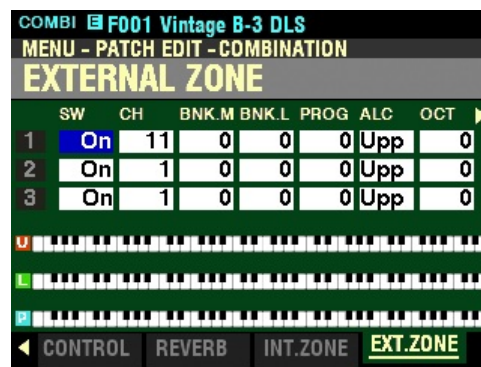 COMBI E F001 Vintage B-3 DLS
MENU - PATCH EDIT - COMBINATION
EXTERNAL ZONE
SW CH BNK.M BNK.L PROG ALC OCT
1 On 11 0 0 0 Upp 0
2 On 1 0 0 0 Upp 0
3 On 1 0 0 0 Upp 0
U
L
P
CONTROL REVERB INT.ZONE EXT.ZONE